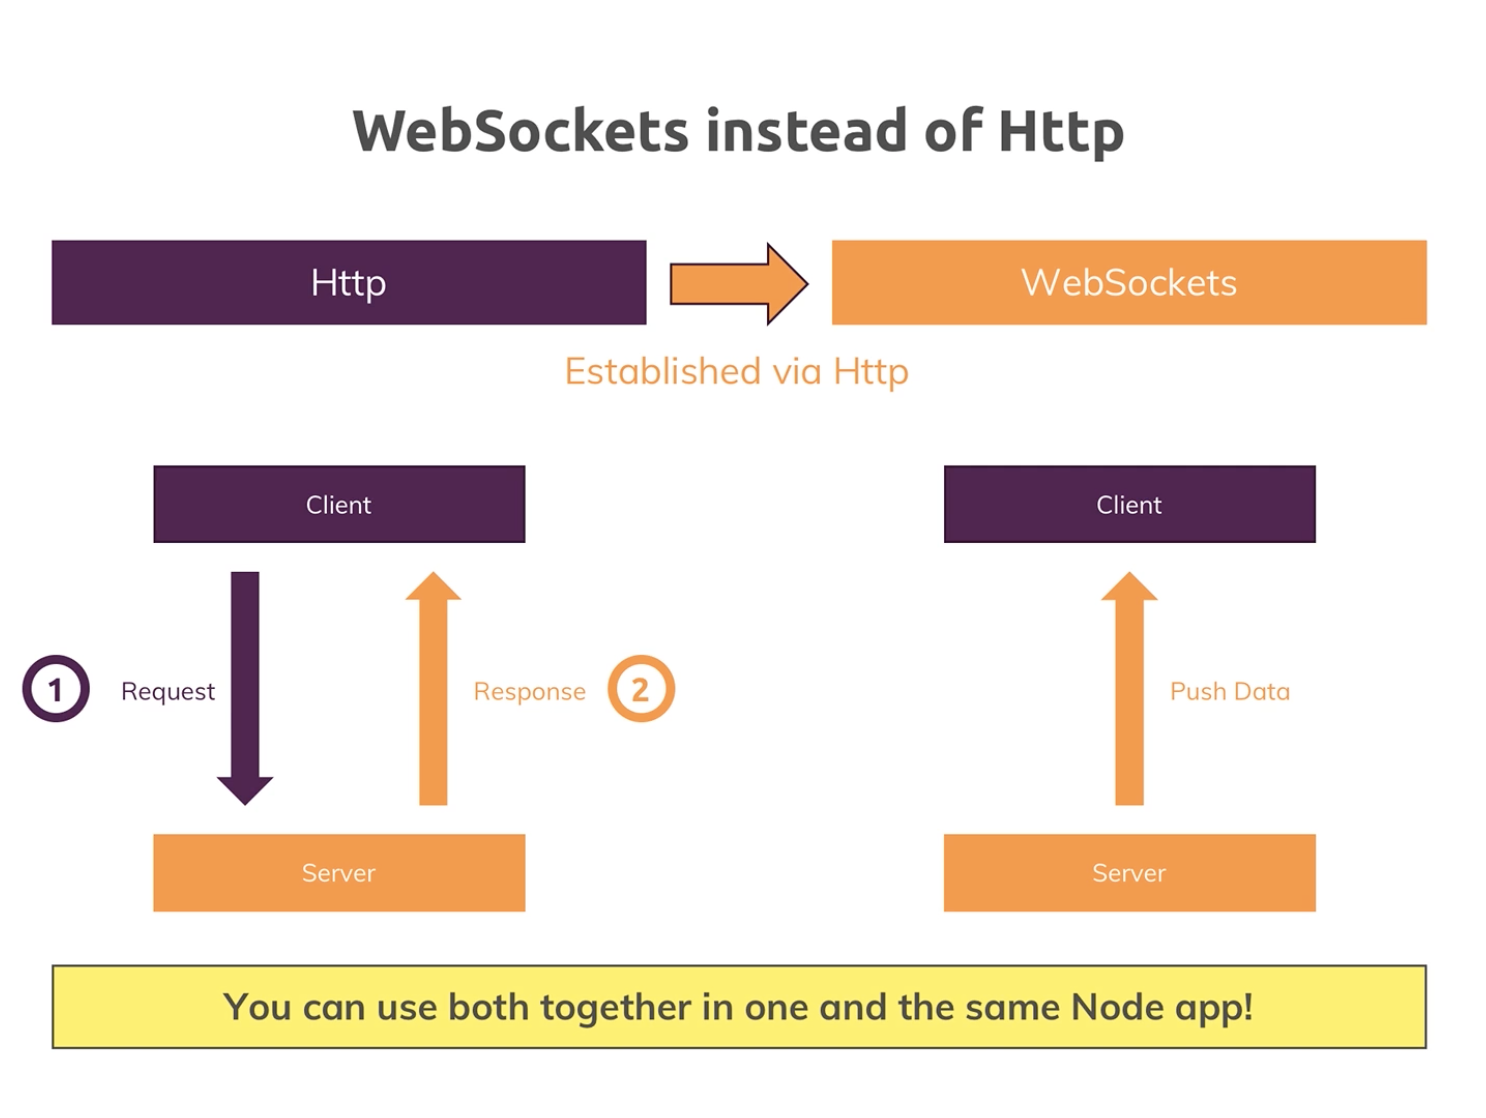 WebSockets instead of Http
Http
WebSockets
Established via Http
Client
Client
1
Request
Response
2
Push Data
Server
Server
You can use both together in one and the same Node app!